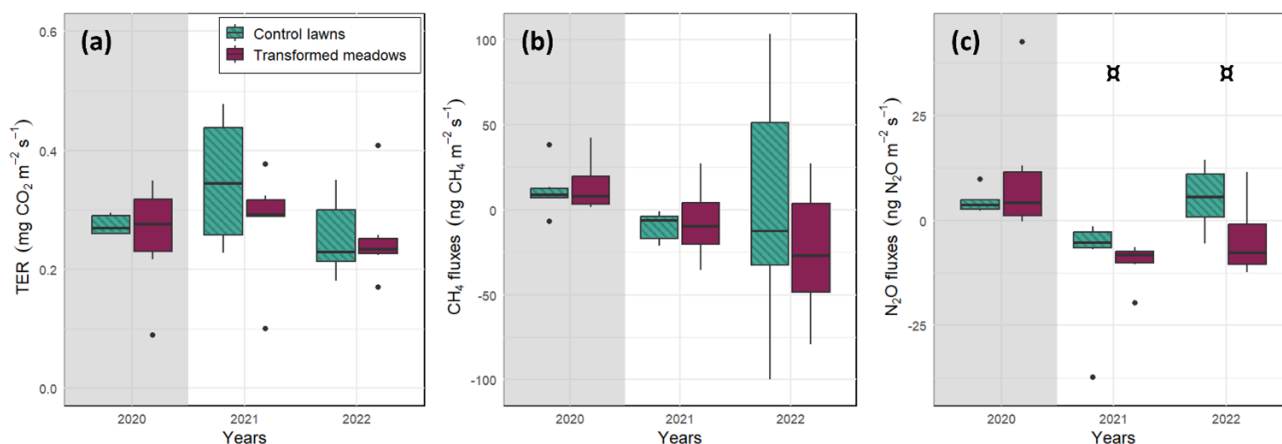 (a)
Control lawns
Transformed meadows
TER (mg CO₂ m⁻² s⁻¹)
0.6
0.4
0.2
0.0
2020 2021 2022
Years
(b)
CH₄ fluxes (ng CH₄ m⁻² s⁻¹)
100
50
0
-50
-100
2020 2021 2022
Years
(c)
¤ ¤
N₂O fluxes (ng N₂O m⁻² s⁻¹)
25
0
-25
2020 2021 2022
Years